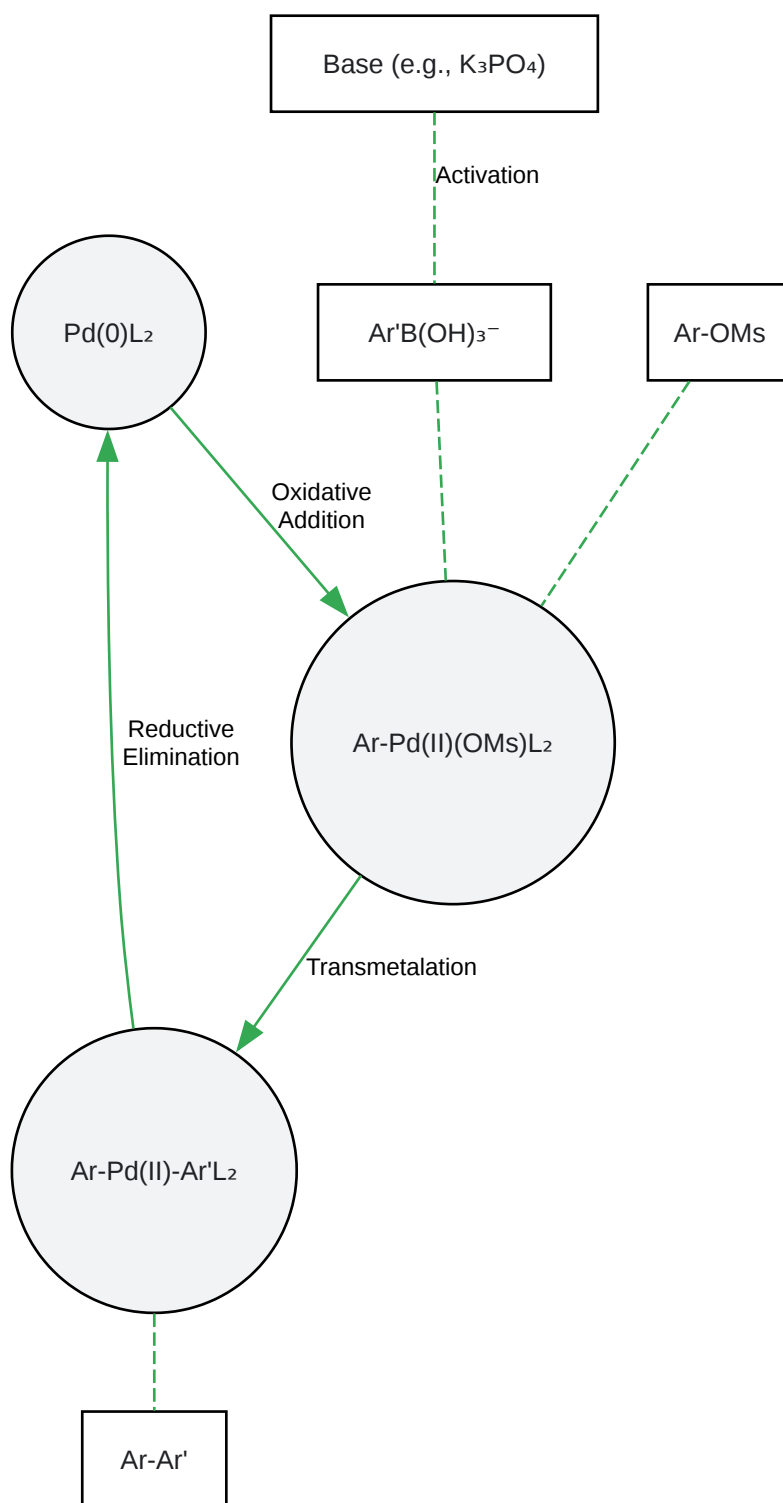 Base (e.g., K₃PO₄)
Activation
Pd(0)L₂
Ar'B(OH)₃⁻
Ar-OMs
Oxidative
Addition
Reductive
Elimination
Ar-Pd(II)(OMs)L₂
Transmetalation
Ar-Pd(II)-Ar'L₂
Ar-Ar'